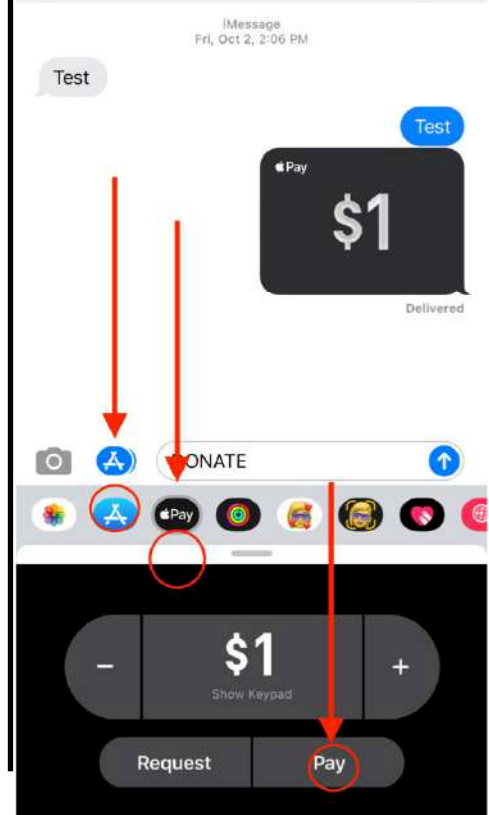 iMessage
Fri, Oct 2, 2:06 PM
Test
Test
Pay
$1
Delivered
ONATE
Pay
$1
Show Keypad
− +
Request Pay